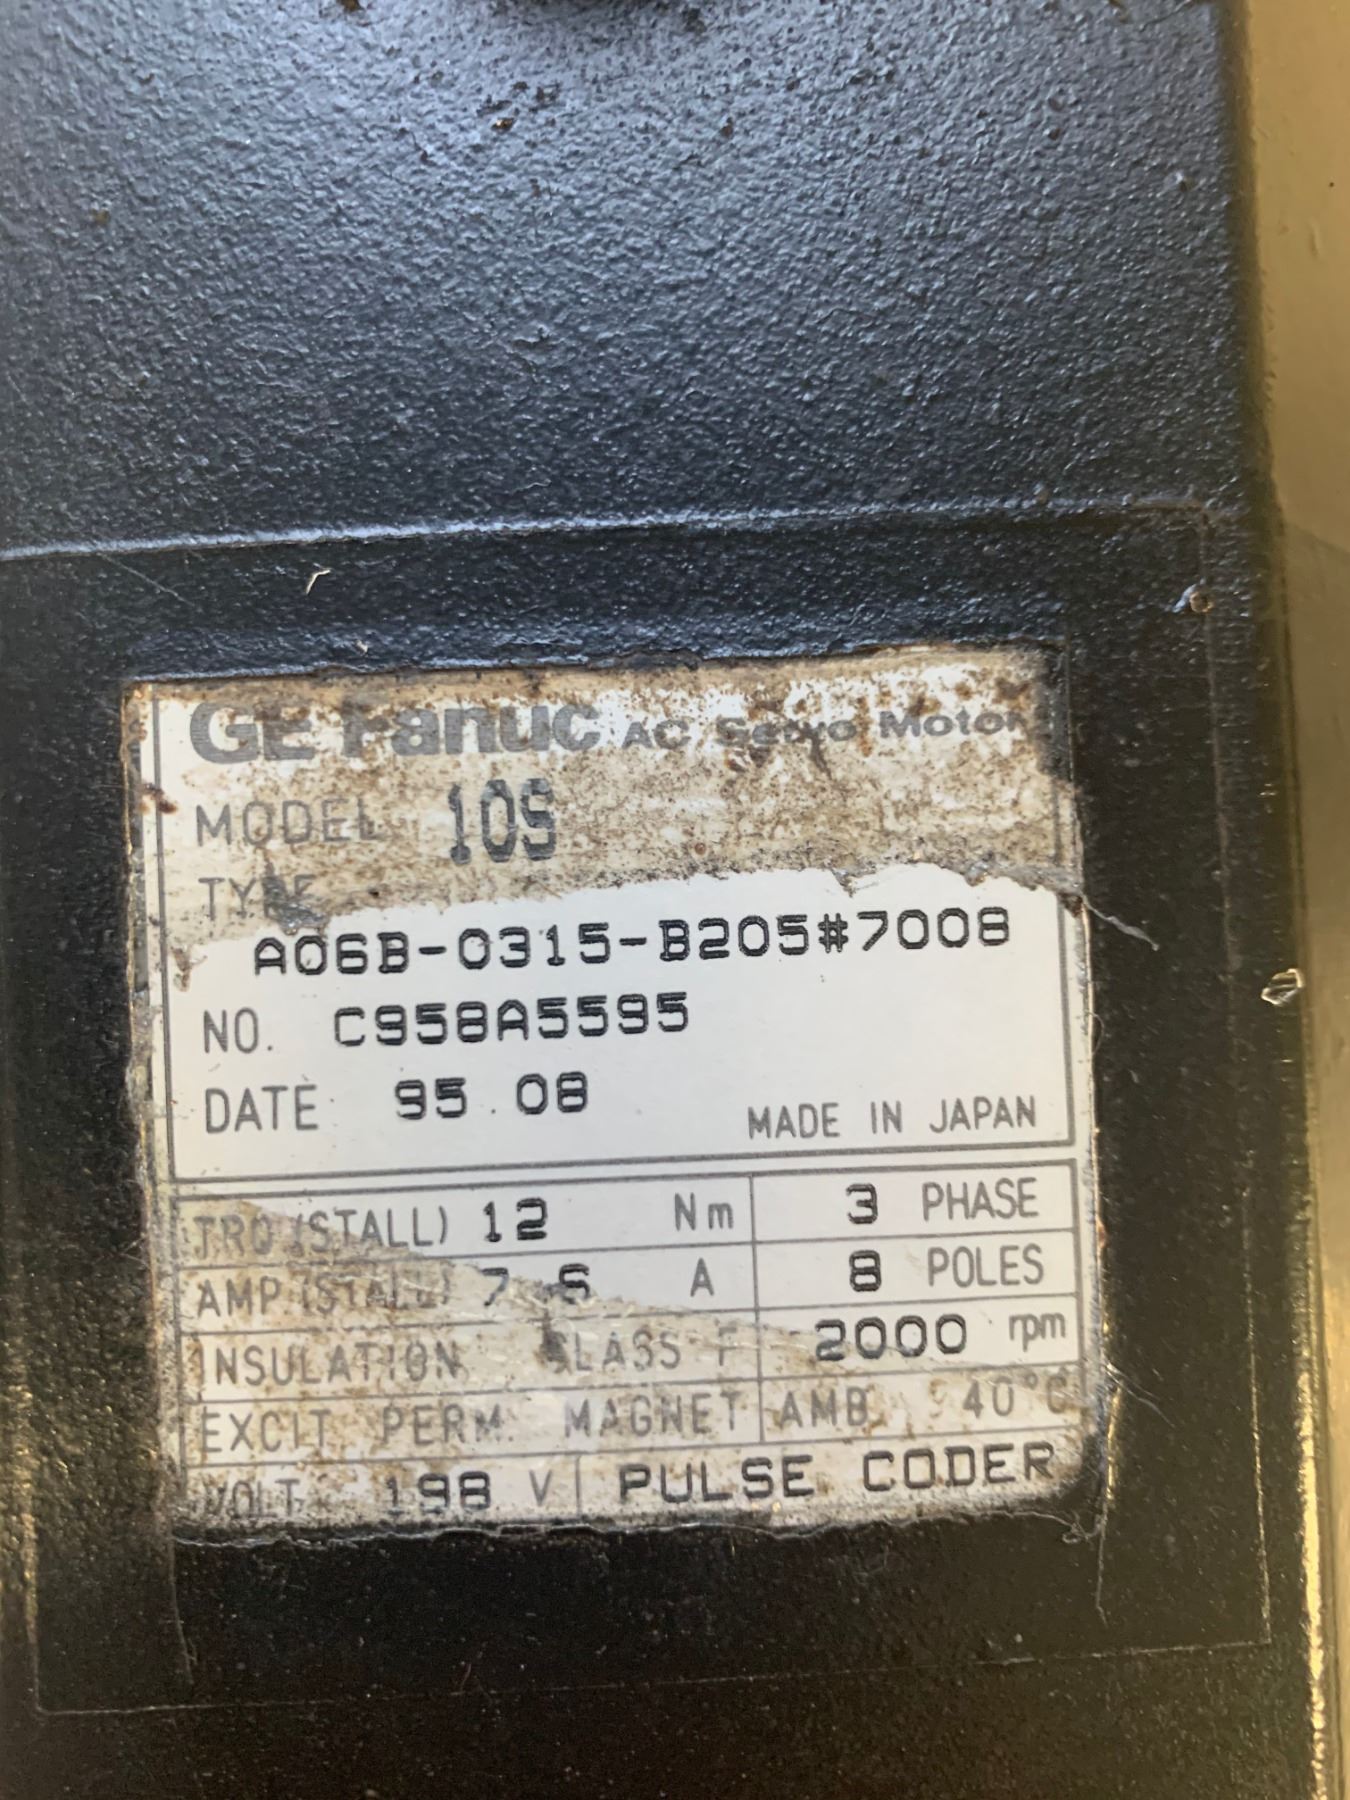 GE Fanuc AC Servo Motor
MODEL 10S
TYPE
A06B-0315-B205#7008
NO. C958A5595
DATE 95.08
MADE IN JAPAN
TRQ.(STALL) 12 Nm 3 PHASE
AMP.(STALL) A 8 POLES
INSULATION CLASS F 2000 rpm
EXCIT. PERM. MAGNET AMB. 40°C
VOLT. 198 V PULSE CODER